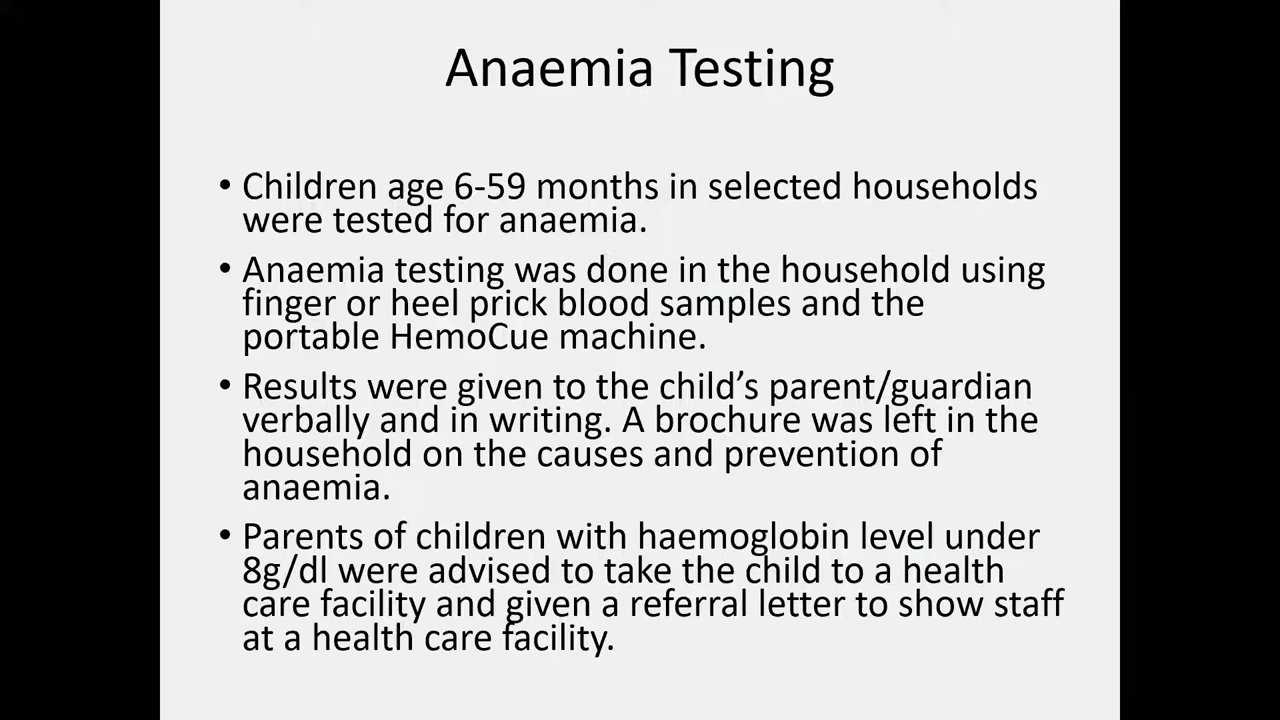 Anaemia Testing
• Children age 6-59 months in selected households
were tested for anaemia.
• Anaemia testing was done in the household using
finger or heel prick blood samples and the
portable HemoCue machine.
• Results were given to the child’s parent/guardian
verbally and in writing. A brochure was left in the
household on the causes and prevention of
anaemia.
• Parents of children with haemoglobin level under
8g/dl were advised to take the child to a health
care facility and given a referral letter to show staff
at a health care facility.